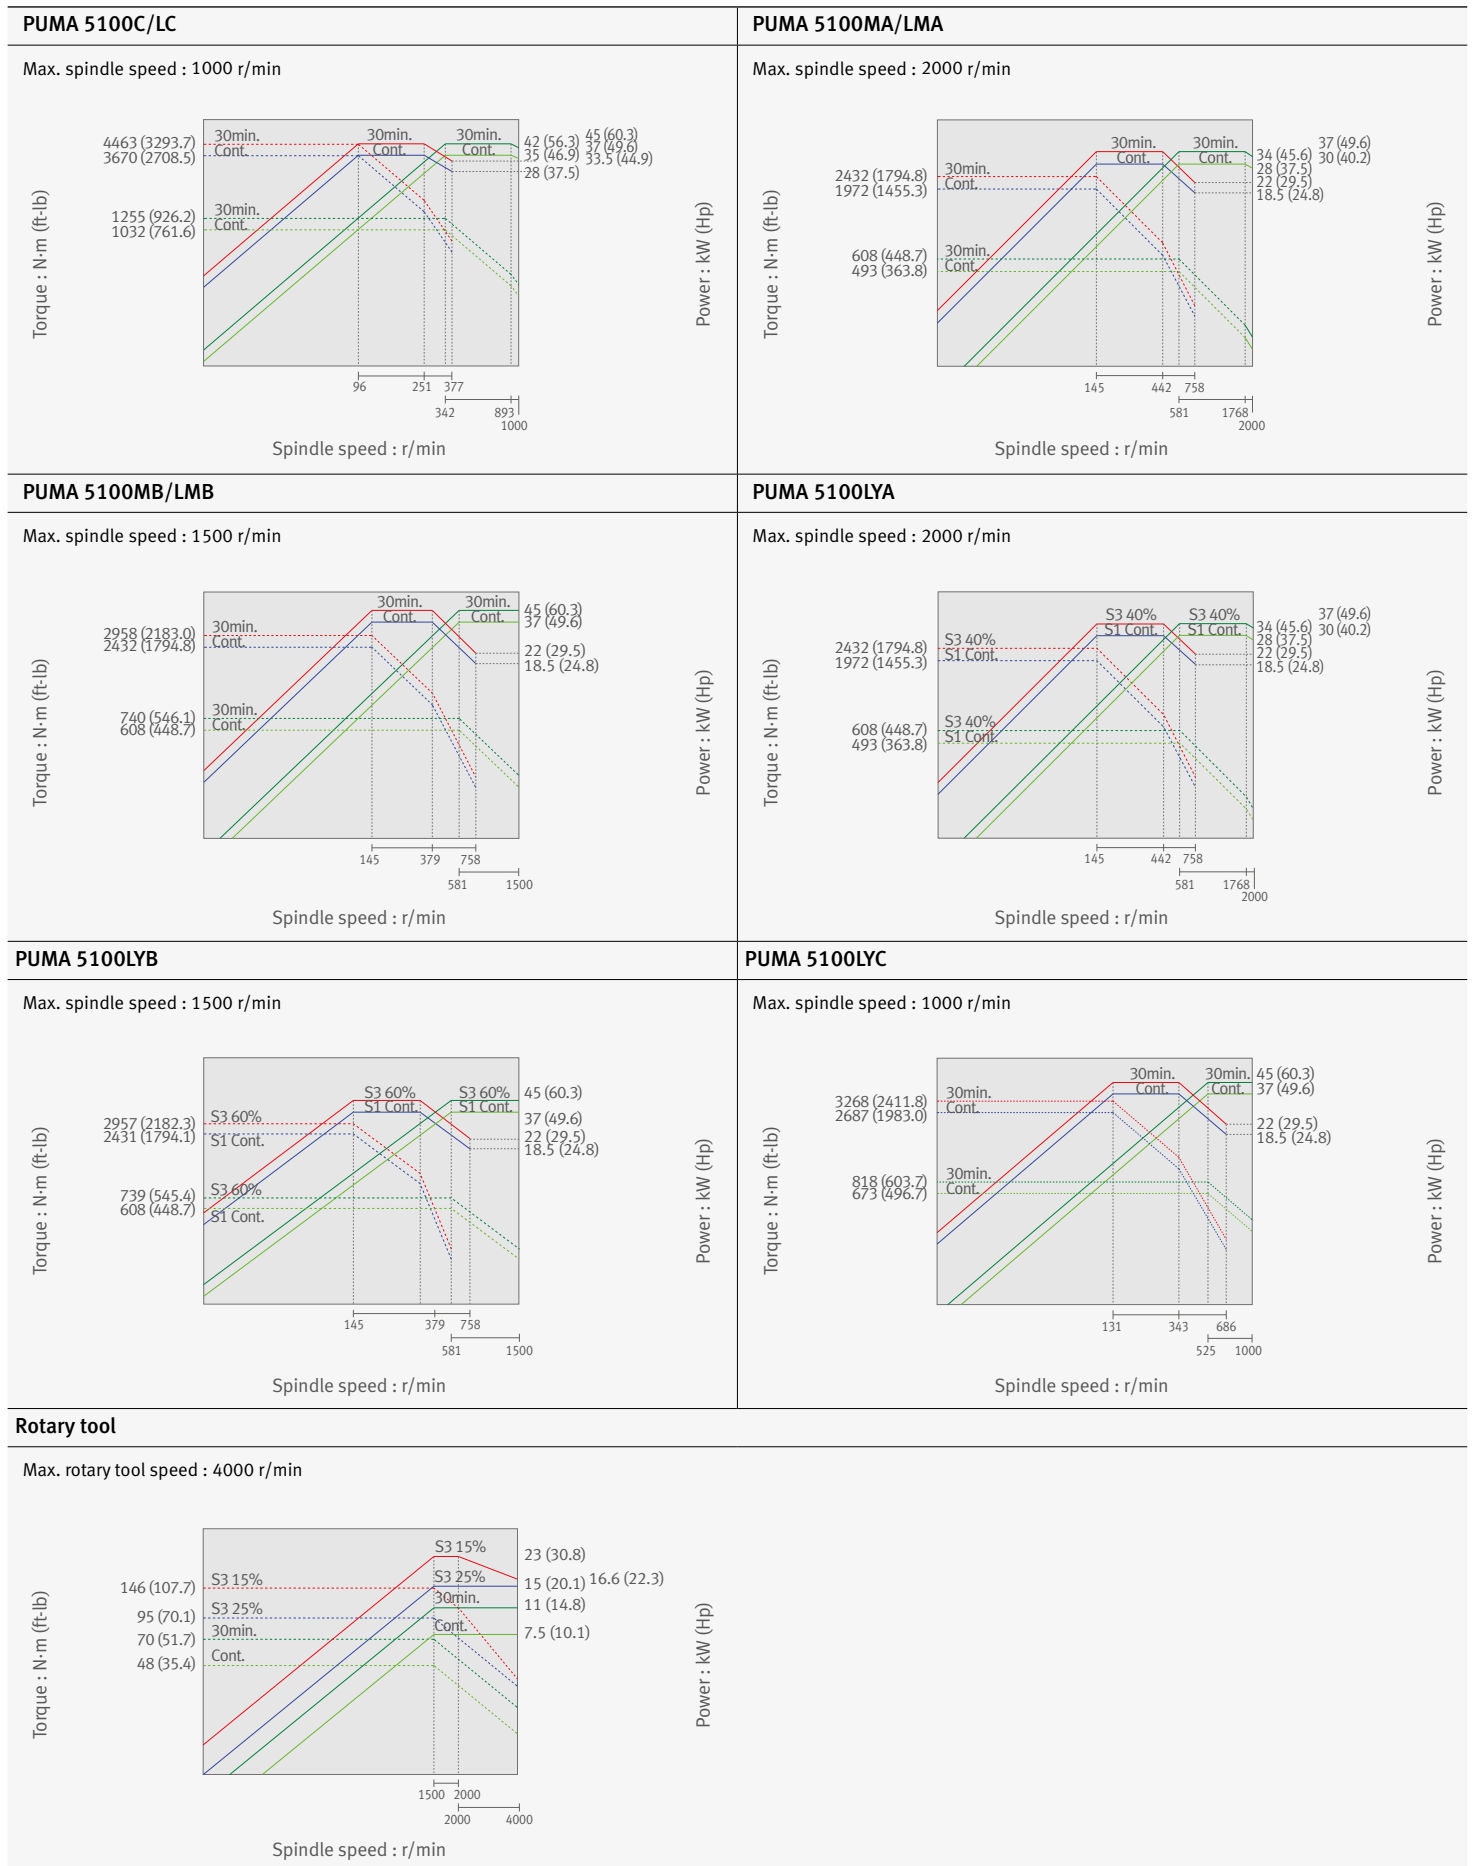 PUMA 5100C/LC
Max. spindle speed : 1000 r/min
Torque : N·m (ft-lb)
4463 (3293.7)
3670 (2708.5)
1255 (926.2)
1032 (761.6)
30min.
Cont.
30min.
Cont.
30min.
Cont.
30min.
Cont.
42 (56.3)
45 (60.3)
37 (49.6)
35 (46.9)
33.5 (44.9)
28 (37.5)
Power : kW (Hp)
96
251
377
342
893
1000
Spindle speed : r/min
PUMA 5100MA/LMA
Max. spindle speed : 2000 r/min
Torque : N·m (ft-lb)
2432 (1794.8)
1972 (1455.3)
608 (448.7)
493 (363.8)
30min.
Cont.
30min.
Cont.
30min.
Cont.
30min.
Cont.
37 (49.6)
34 (45.6)
30 (40.2)
28 (37.5)
22 (29.5)
18.5 (24.8)
Power : kW (Hp)
145
442
758
581
1768
2000
Spindle speed : r/min
PUMA 5100MB/LMB
Max. spindle speed : 1500 r/min
Torque : N·m (ft-lb)
2958 (2183.0)
2432 (1794.8)
740 (546.1)
608 (448.7)
30min.
Cont.
30min.
Cont.
30min.
Cont.
30min.
Cont.
45 (60.3)
37 (49.6)
22 (29.5)
18.5 (24.8)
Power : kW (Hp)
145
379
758
581
1500
Spindle speed : r/min
PUMA 5100LYA
Max. spindle speed : 2000 r/min
Torque : N·m (ft-lb)
2432 (1794.8)
1972 (1455.3)
608 (448.7)
493 (363.8)
S3 40%
S1 Cont.
S3 40%
S1 Cont.
S3 40%
S1 Cont.
S3 40%
S1 Cont.
37 (49.6)
34 (45.6)
30 (40.2)
28 (37.5)
22 (29.5)
18.5 (24.8)
Power : kW (Hp)
145
442
758
581
1768
2000
Spindle speed : r/min
PUMA 5100LYB
Max. spindle speed : 1500 r/min
Torque : N·m (ft-lb)
2957 (2182.3)
2431 (1794.1)
739 (545.4)
608 (448.7)
S3 60%
S1 Cont.
S3 60%
S1 Cont.
S3 60%
S1 Cont.
S3 60%
S1 Cont.
45 (60.3)
37 (49.6)
22 (29.5)
18.5 (24.8)
Power : kW (Hp)
145
379
758
581
1500
Spindle speed : r/min
PUMA 5100LYC
Max. spindle speed : 1000 r/min
Torque : N·m (ft-lb)
3268 (2411.8)
2687 (1983.0)
818 (603.7)
673 (496.7)
30min.
Cont.
30min.
Cont.
30min.
Cont.
30min.
Cont.
45 (60.3)
37 (49.6)
22 (29.5)
18.5 (24.8)
Power : kW (Hp)
131
343
686
525
1000
Spindle speed : r/min
Rotary tool
Max. rotary tool speed : 4000 r/min
Torque : N·m (ft-lb)
146 (107.7)
95 (70.1)
70 (51.7)
48 (35.4)
S3 15%
S3 25%
30min.
Cont.
S3 15%
S3 25%
30min.
Cont.
23 (30.8)
15 (20.1)
16.6 (22.3)
11 (14.8)
7.5 (10.1)
Power : kW (Hp)
1500
2000
2000
4000
Spindle speed : r/min